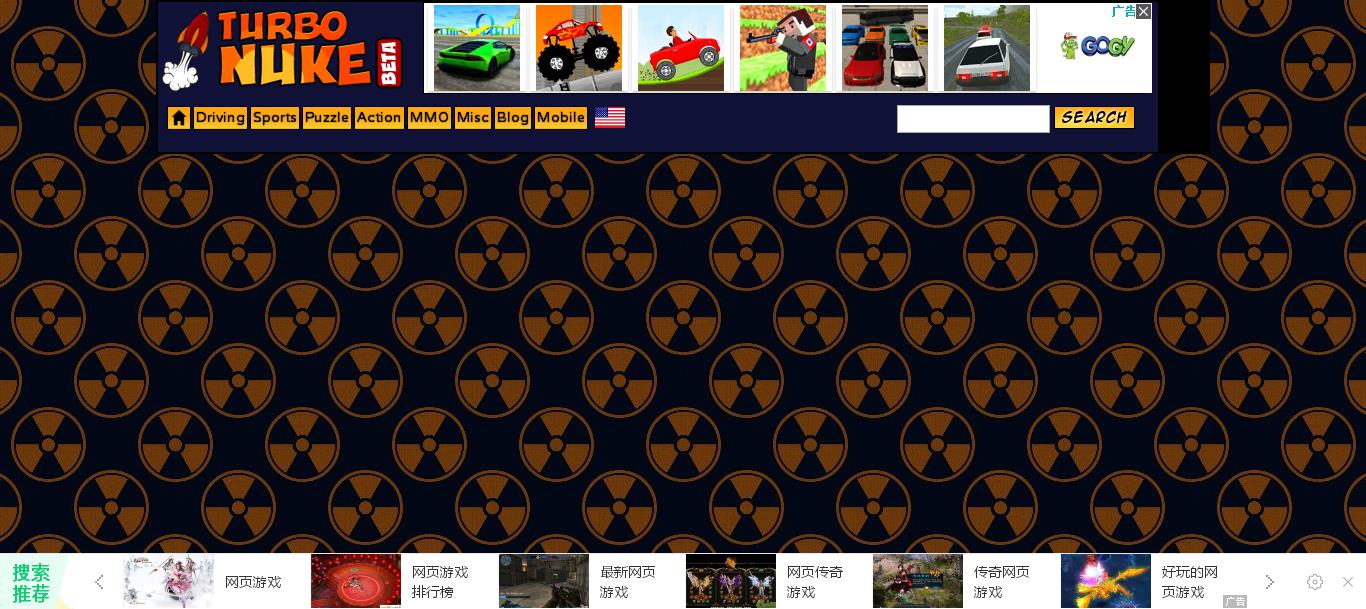 TURBO
NUKE
BETA
广告
GOGY
Driving Sports Puzzle Action MMO Misc Blog Mobile
SEARCH
搜索
推荐
网页游戏
网页游戏
排行榜
最新网页
游戏
网页传奇
游戏
传奇网页
游戏
好玩的网
页游戏
广告